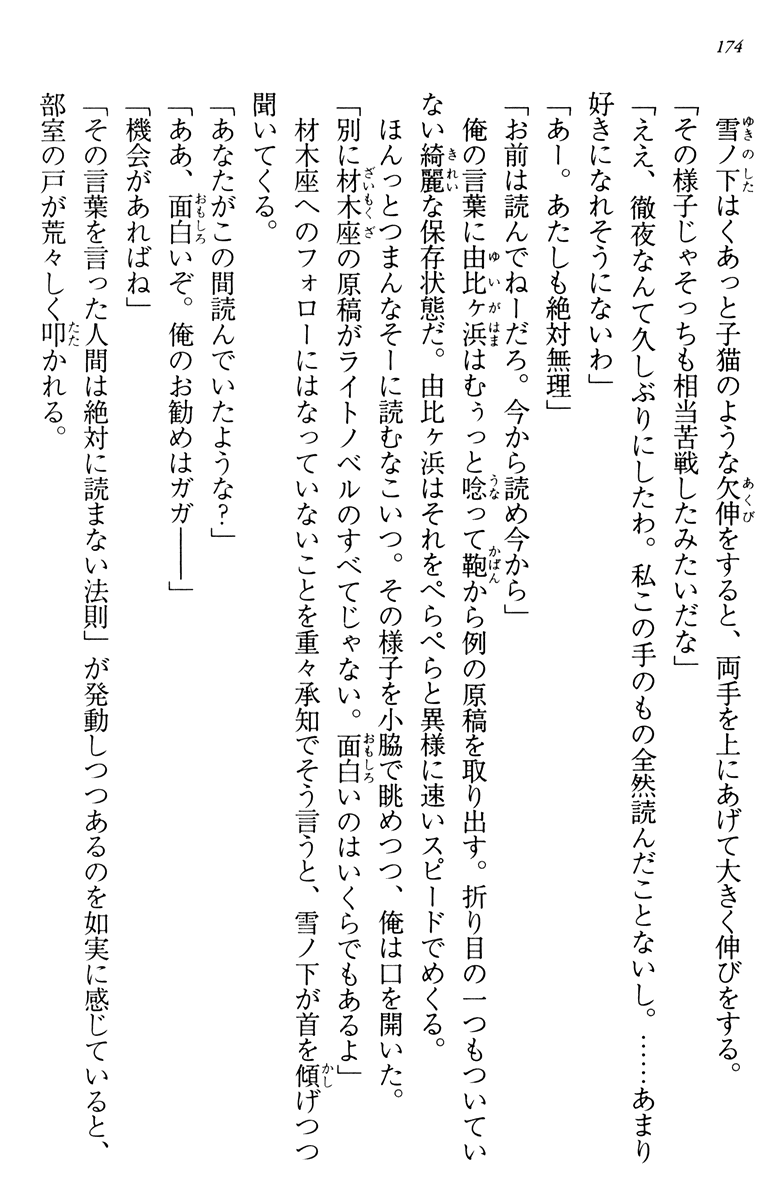 174
雪ノ下はくあっと子猫のような欠伸をすると、両手を上にあげて大きく伸びをする。
「その様子じゃそっちも相当苦戦したみたいだな」
「ええ、徹夜なんて久しぶりにしたわ。私この手のもの全然読んだことないし。……あまり
好きになれそうにないわ」
「あー。あたしも絶対無理」
「お前は読んでねーだろ。今から読め今から」
俺の言葉に由比ヶ浜はむぅっと唸って鞄から例の原稿を取り出す。折り目の一つもついてい
ない綺麗な保存状態だ。由比ヶ浜はそれをぺらぺらと異様に速いスピードでめくる。
ほんっとつまんなそーに読むなこいつ。その様子を小脇で眺めつつ、俺は口を開いた。
「別に材木座の原稿がライトノベルのすべてじゃない。面白いのはいくらでもあるよ」
材木座へのフォローにはなっていないことを重々承知でそう言うと、雪ノ下が首を傾げつつ
聞いてくる。
「あなたがこの間読んでいたような?」
「ああ、面白いぞ。俺のお勧めはガガ――」
「機会があればね」
「その言葉を言った人間は絶対に読まない法則」が発動しつつあるのを如実に感じていると、
部室の戸が荒々しく叩かれる。